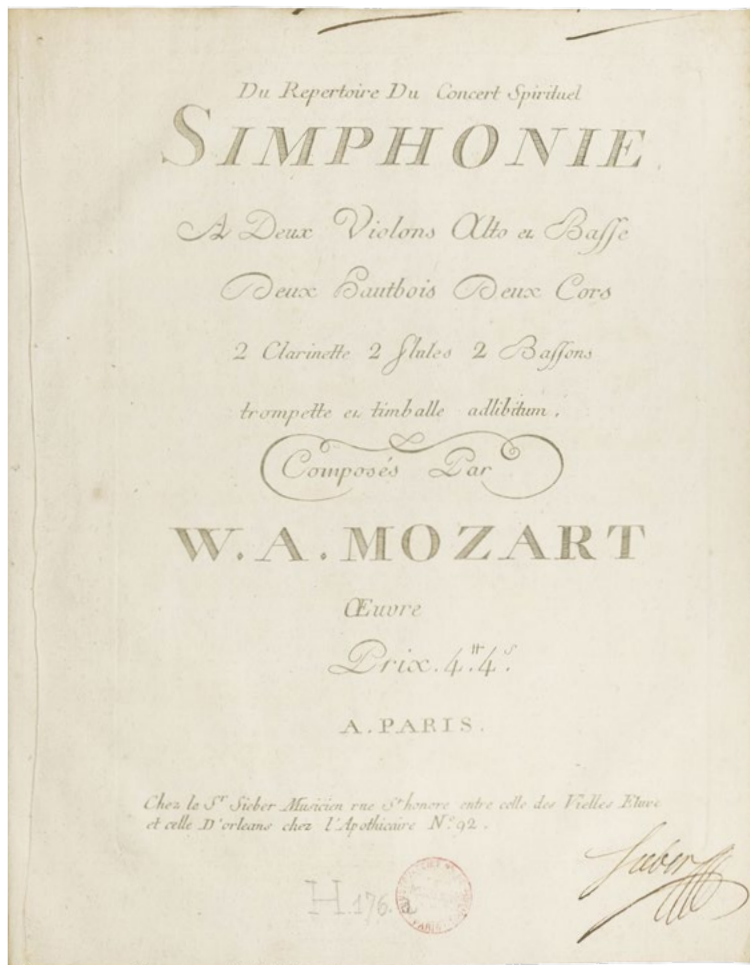 Du Repertoire Du Concert Spirituel
SIMPHONIE
A Deux Violons Alto et Basse
Deux Hautbois Deux Cors
2 Clarinette 2 flutes 2 Bassons
trompette et timballe adlibitum.
Composés Par
W. A. MOZART
Œuvre
Prix. 4.ᵗᵗ 4.ˢ
A. PARIS.
Chez le Sr Sieber Musicien rue St honore entre celle des Vielles Etuve
et celle D'orleans chez l'Apothicaire No. 92.
Sieber
H. 176. a
PARIS